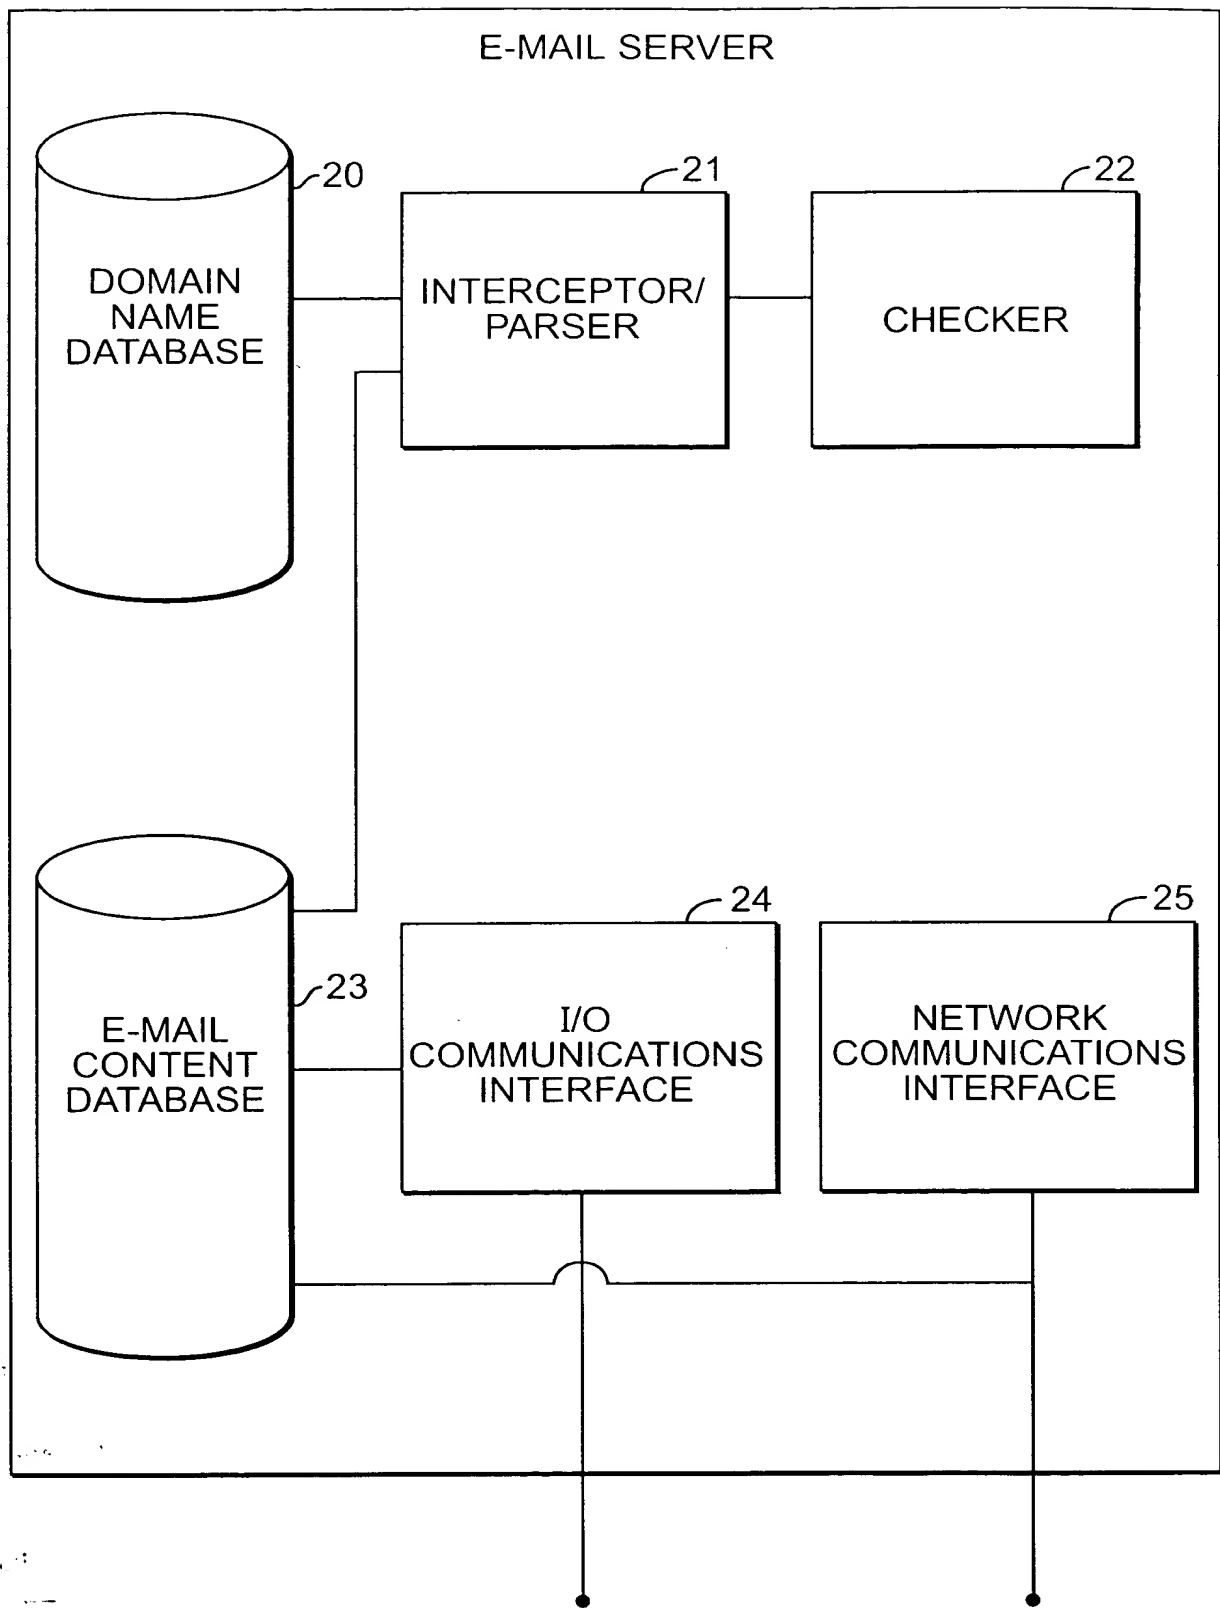 E-MAIL SERVER
20
21
22
DOMAIN
NAME
DATABASE
INTERCEPTOR/
PARSER
CHECKER
23
24
25
E-MAIL
CONTENT
DATABASE
I/O
COMMUNICATIONS
INTERFACE
NETWORK
COMMUNICATIONS
INTERFACE